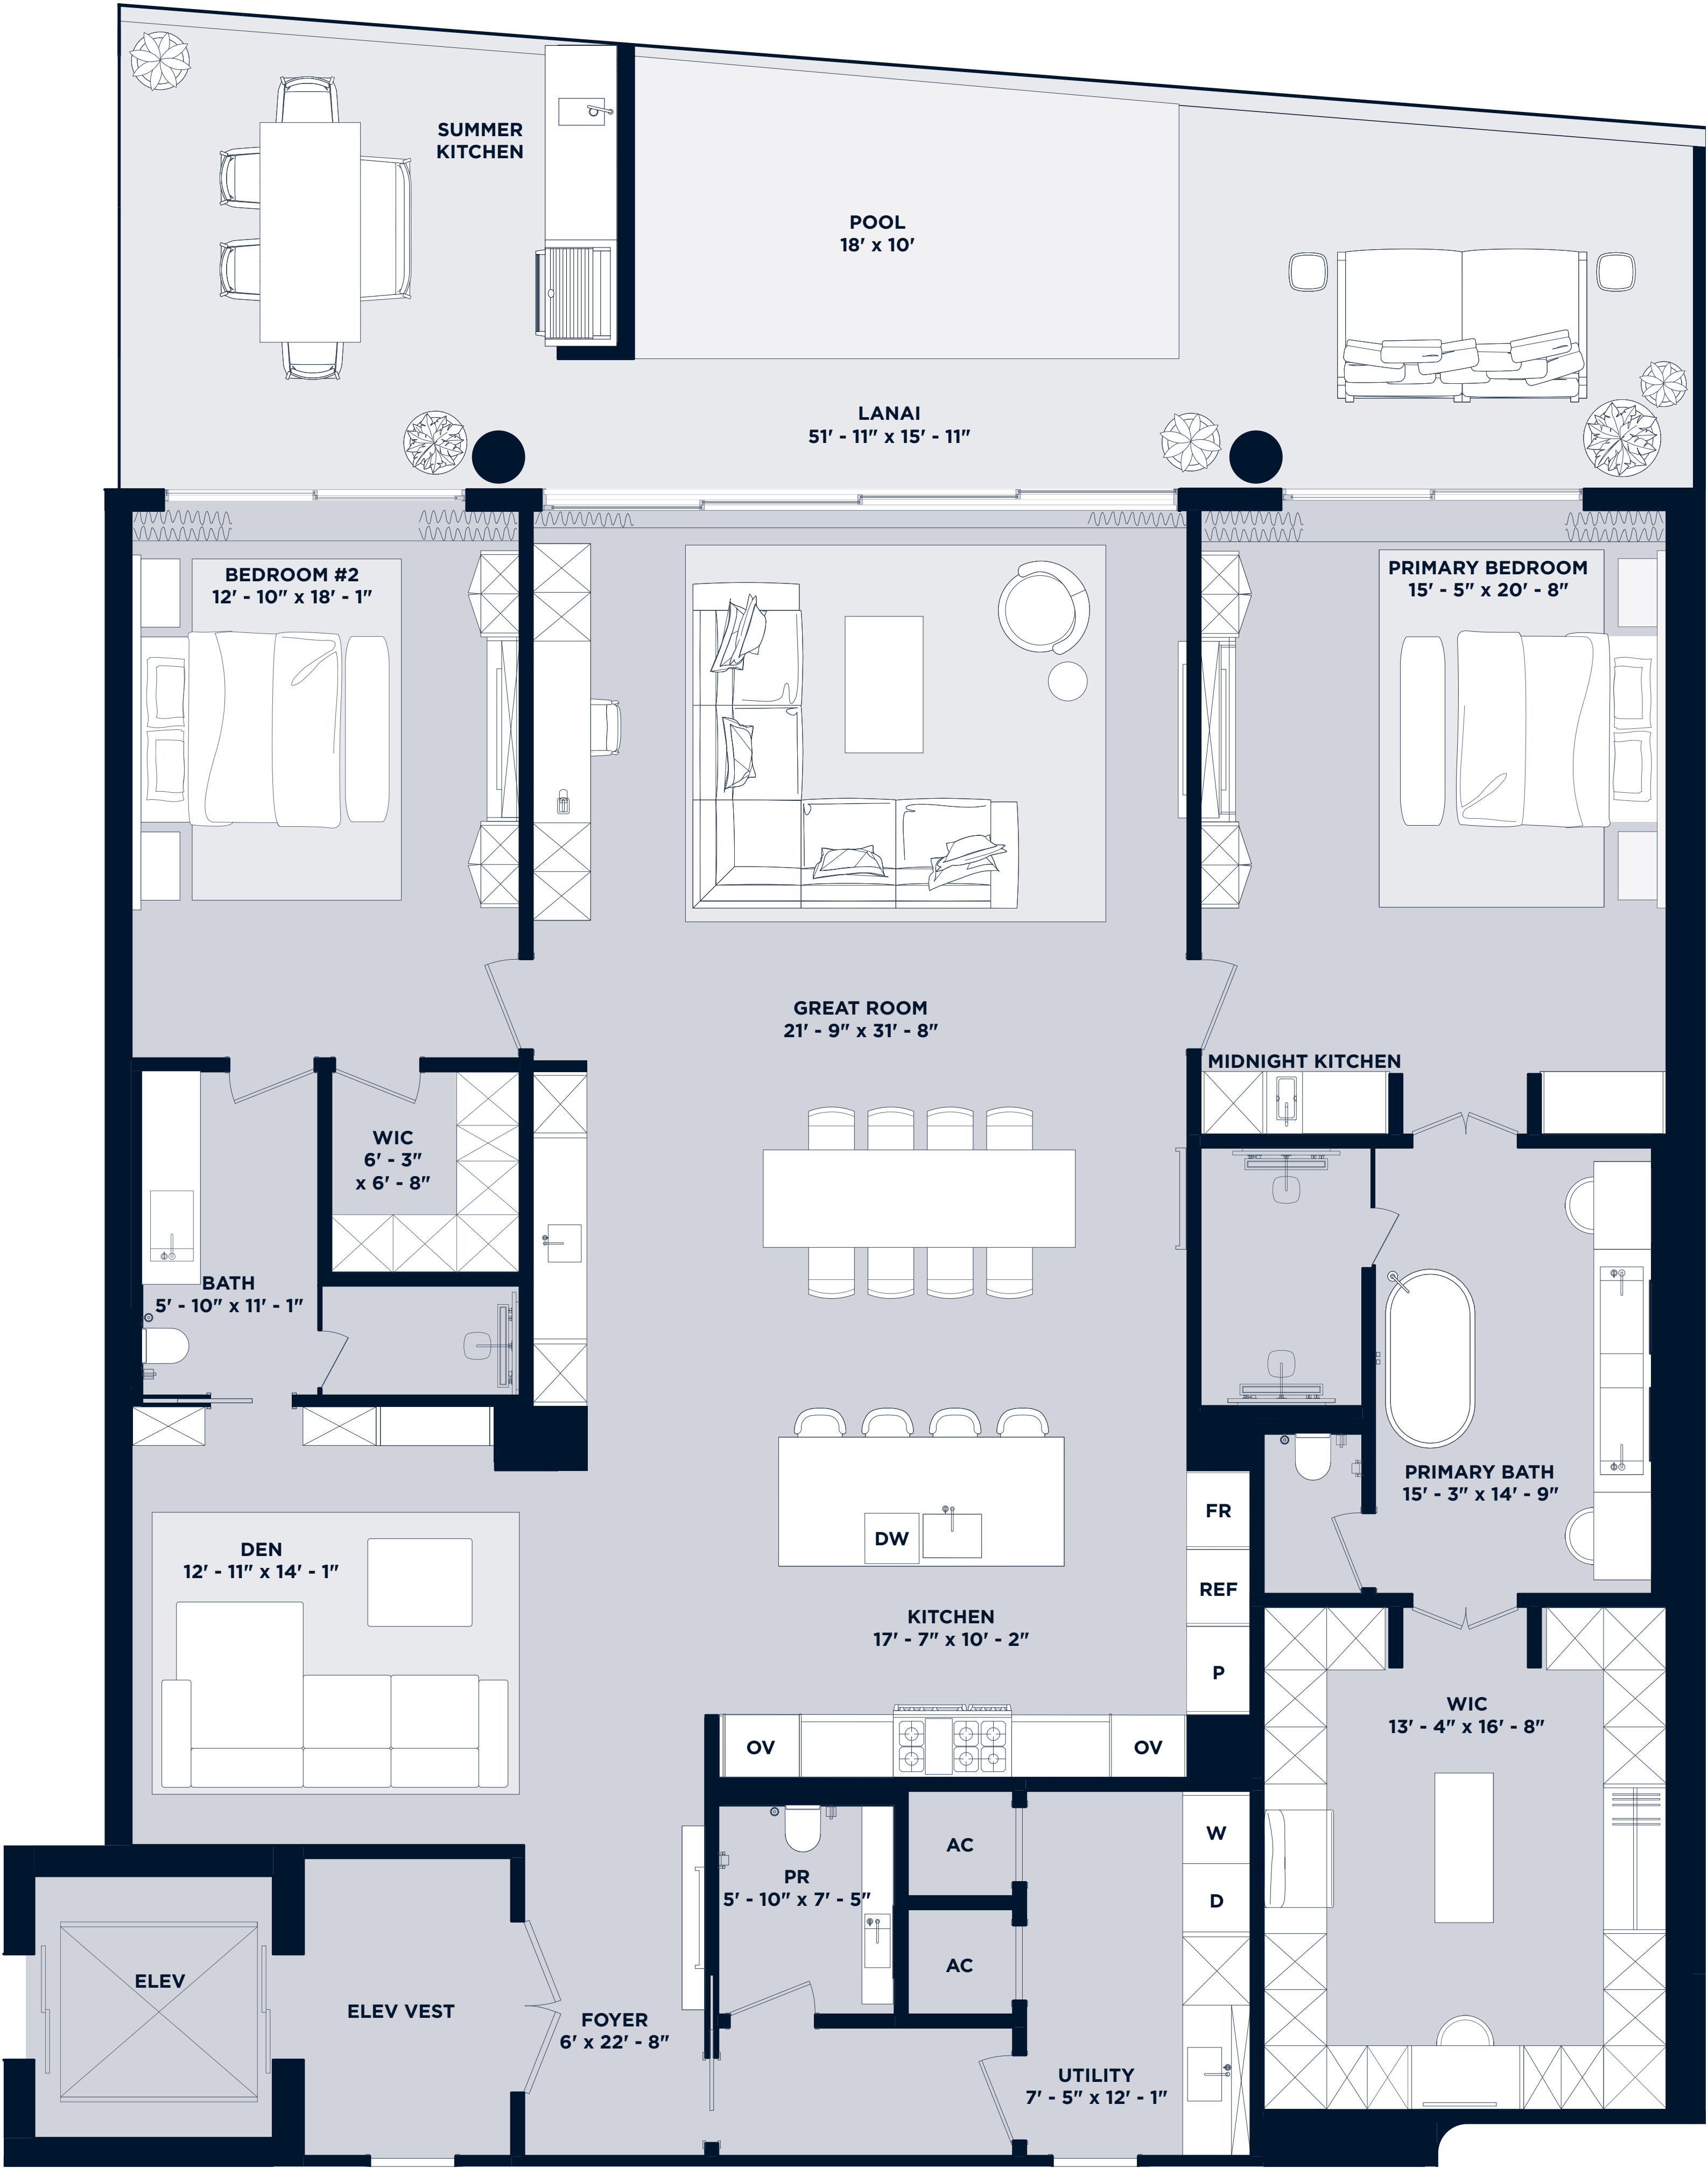 SUMMER
KITCHEN
POOL
18' x 10'
LANAI
51' - 11" x 15' - 11"
BEDROOM #2
12' - 10" x 18' - 1"
PRIMARY BEDROOM
15' - 5" x 20' - 8"
GREAT ROOM
21' - 9" x 31' - 8"
MIDNIGHT KITCHEN
WIC
6' - 3"
x 6' - 8"
BATH
5' - 10" x 11' - 1"
PRIMARY BATH
15' - 3" x 14' - 9"
FR
DW
REF
DEN
12' - 11" x 14' - 1"
KITCHEN
17' - 7" x 10' - 2"
P
WIC
13' - 4" x 16' - 8"
OV
OV
W
AC
PR
5' - 10" x 7' - 5"
D
AC
ELEV
ELEV VEST
FOYER
6' x 22' - 8"
UTILITY
7' - 5" x 12' - 1"